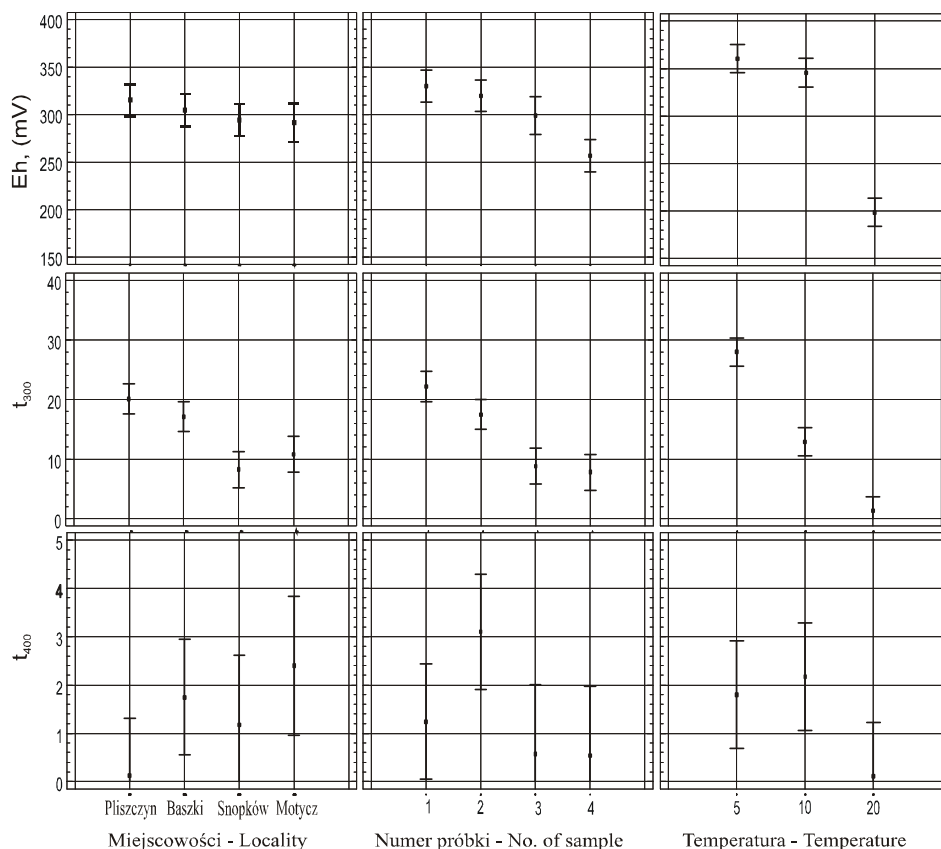 400
350
300
250
200
150
Eh, (mV)
40
30
20
10
0
t300
5
4
3
2
1
0
t400
Pliszczyn Baszki Snopków Motycz
1 2 3 4
5 10 20
Miejscowości - Locality
Numer próbki - No. of sample
Temperatura - Temperature